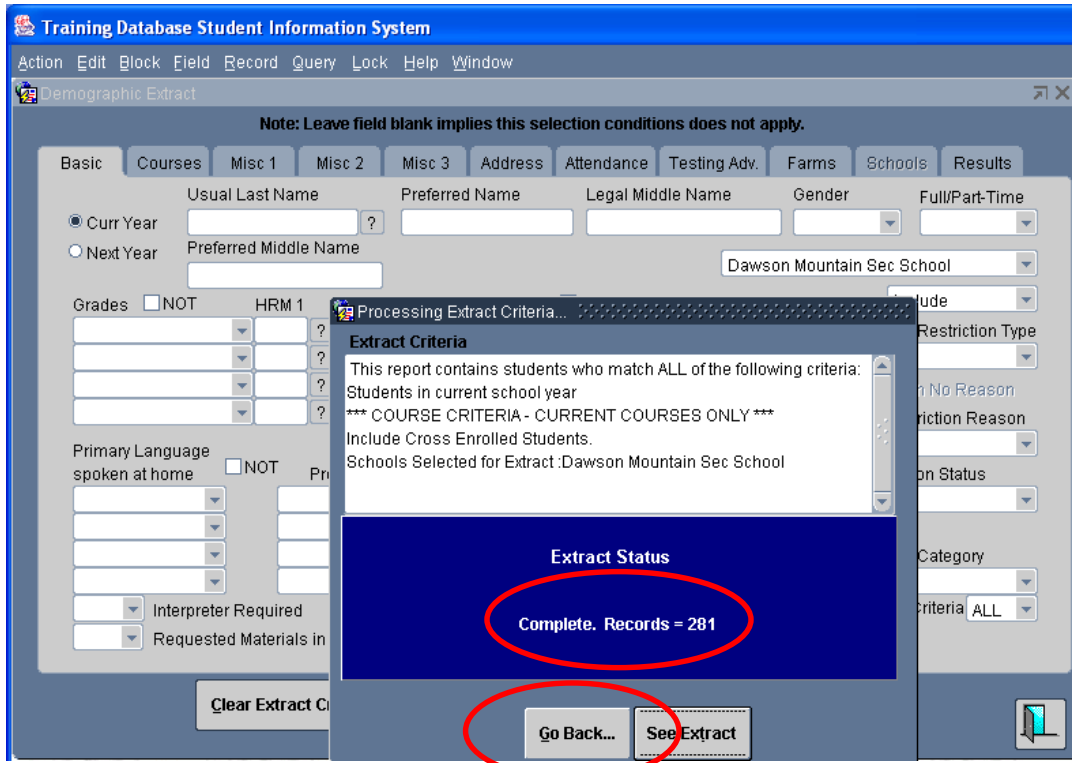 Training Database Student Information System
Action Edit Block Field Record Query Lock Help Window
Demographic Extract
Note: Leave field blank implies this selection conditions does not apply.
Basic Courses Misc 1 Misc 2 Misc 3 Address Attendance Testing Adv. Farms Schools Results
Usual Last Name Preferred Name Legal Middle Name Gender Full/Part-Time
Curr Year ?
Next Year Preferred Middle Name
Dawson Mountain Sec School
Grades NOT HRM 1
Processing Extract Criteria...
Restriction Type
Extract Criteria
This report contains students who match ALL of the following criteria:
Students in current school year
*** COURSE CRITERIA - CURRENT COURSES ONLY ***
Include Cross Enrolled Students.
Schools Selected for Extract :Dawson Mountain Sec School
?
?
?
?
No Reason
Reason
Primary Language
spoken at home NOT
Status
Extract Status
Complete. Records = 281
Category
Criteria ALL
Interpreter Required
Requested Materials in
Clear Extract
Go Back... See Extract